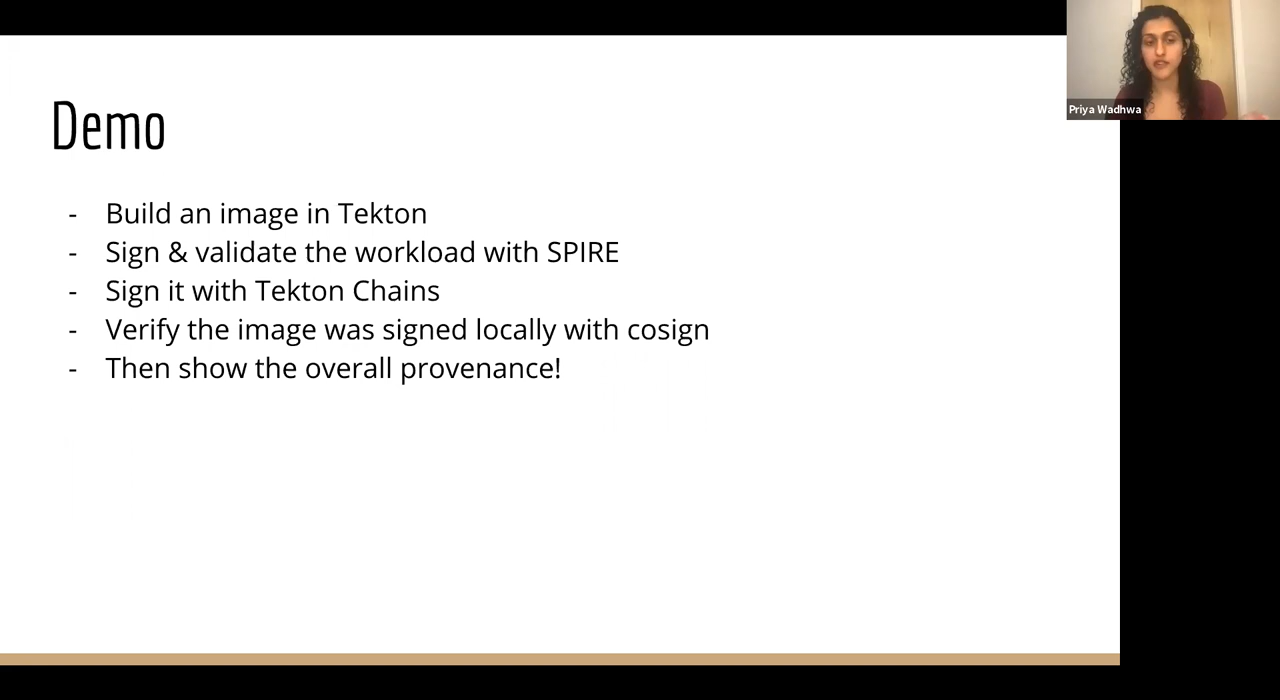 Demo
- Build an image in Tekton
- Sign & validate the workload with SPIRE
- Sign it with Tekton Chains
- Verify the image was signed locally with cosign
- Then show the overall provenance!
Priya Wadhwa